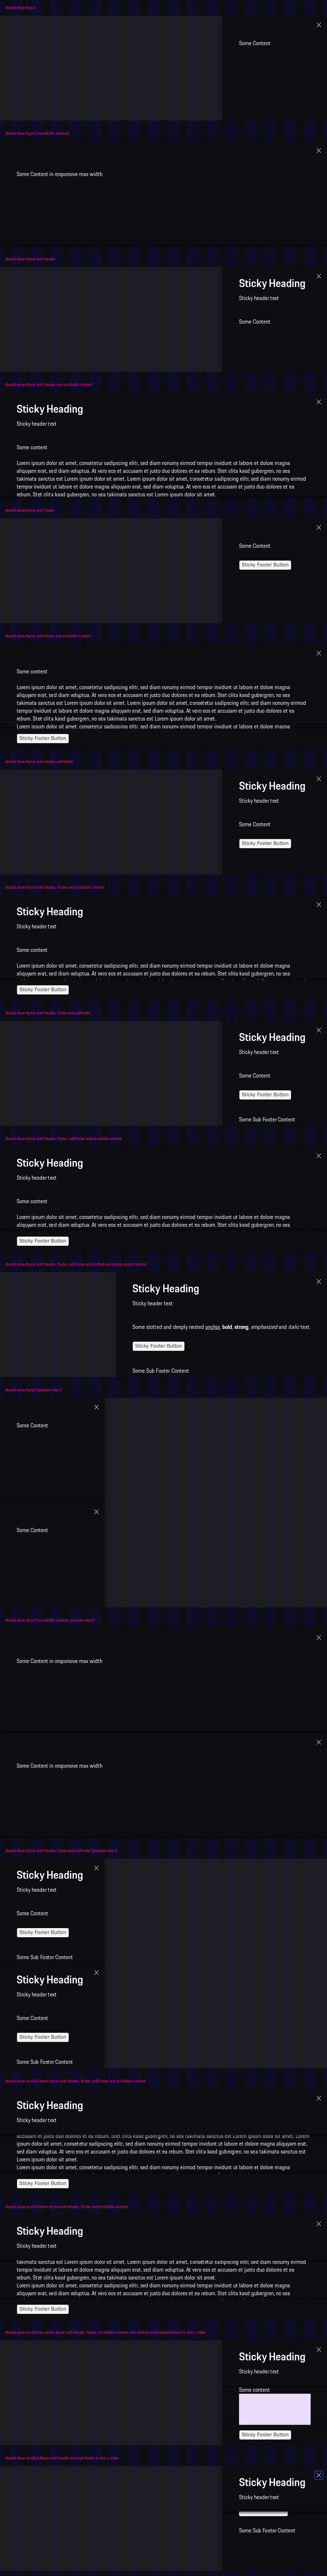 should show flyout
Some Content
should show flyout (maxWidth content)
Some Content in responsive max width
should show flyout with header
Sticky Heading
Sticky header text
Some Content
should show flyout with header and scrollable content
Sticky Heading
Sticky header text
Some content
Lorem ipsum dolor sit amet, consetetur sadipscing elitr, sed diam nonumy eirmod tempor invidunt ut labore et dolore magna
aliquyam erat, sed diam voluptua. At vero eos et accusam et justo duo dolores et ea rebum. Stet clita kasd gubergren, no sea
takimata sanctus est Lorem ipsum dolor sit amet. Lorem ipsum dolor sit amet, consetetur sadipscing elitr, sed diam nonumy eirmod
tempor invidunt ut labore et dolore magna aliquyam erat, sed diam voluptua. At vero eos et accusam et justo duo dolores et ea
rebum. Stet clita kasd gubergren, no sea takimata sanctus est Lorem ipsum dolor sit amet.
should show flyout with footer
Some Content
Sticky Footer Button
should show flyout with footer and scrollable content
Some content
Lorem ipsum dolor sit amet, consetetur sadipscing elitr, sed diam nonumy eirmod tempor invidunt ut labore et dolore magna
aliquyam erat, sed diam voluptua. At vero eos et accusam et justo duo dolores et ea rebum. Stet clita kasd gubergren, no sea
takimata sanctus est Lorem ipsum dolor sit amet. Lorem ipsum dolor sit amet, consetetur sadipscing elitr, sed diam nonumy eirmod
tempor invidunt ut labore et dolore magna aliquyam erat, sed diam voluptua. At vero eos et accusam et justo duo dolores et ea
rebum. Stet clita kasd gubergren, no sea takimata sanctus est Lorem ipsum dolor sit amet.
Lorem ipsum dolor sit amet, consetetur sadipscing elitr, sed diam nonumy eirmod tempor invidunt ut labore et dolore magna
Sticky Footer Button
should show flyout with header and footer
Sticky Heading
Sticky header text
Some Content
Sticky Footer Button
should show flyout with header, footer and scrollable content
Sticky Heading
Sticky header text
Some content
Lorem ipsum dolor sit amet, consetetur sadipscing elitr, sed diam nonumy eirmod tempor invidunt ut labore et dolore magna
aliquyam erat, sed diam voluptua. At vero eos et accusam et justo duo dolores et ea rebum. Stet clita kasd gubergren, no sea
Sticky Footer Button
should show flyout with header, footer and subFooter
Sticky Heading
Sticky header text
Some Content
Sticky Footer Button
Some Sub Footer Content
should show flyout with header, footer, subFooter and scrollable content
Sticky Heading
Sticky header text
Some content
Lorem ipsum dolor sit amet, consetetur sadipscing elitr, sed diam nonumy eirmod tempor invidunt ut labore et dolore magna
aliquyam erat, sed diam voluptua. At vero eos et accusam et justo duo dolores et ea rebum. Stet clita kasd gubergren, no sea
Sticky Footer Button
should show flyout with header, footer, subFooter and slotted and deeply nested anchor
Sticky Heading
Sticky header text
Some slotted and deeply nested anchor, bold, strong, emphasized and italic text.
Sticky Footer Button
Some Sub Footer Content
should show flyout (position=start)
Some Content
Some Content
should show flyout (maxWidth content, position=start)
Some Content in responsive max width
Some Content in responsive max width
should show flyout with header, footer and subFooter (position=start)
Sticky Heading
Sticky header text
Some Content
Sticky Footer Button
Some Sub Footer Content
Sticky Heading
Sticky header text
Some Content
Sticky Footer Button
Some Sub Footer Content
should show scrolled down flyout with header, footer, subFooter and scrollable content
Sticky Heading
Sticky header text
accusam et justo duo dolores et ea rebum. Stet clita kasd gubergren, no sea takimata sanctus est Lorem ipsum dolor sit amet. Lorem
ipsum dolor sit amet, consetetur sadipscing elitr, sed diam nonumy eirmod tempor invidunt ut labore et dolore magna aliquyam erat,
sed diam voluptua. At vero eos et accusam et justo duo dolores et ea rebum. Stet clita kasd gubergren, no sea takimata sanctus est
Lorem ipsum dolor sit amet.
Lorem ipsum dolor sit amet, consetetur sadipscing elitr, sed diam nonumy eirmod tempor invidunt ut labore et dolore magna
Sticky Footer Button
should show scrolled down flyout with header, footer and scrollable content
Sticky Heading
Sticky header text
takimata sanctus est Lorem ipsum dolor sit amet. Lorem ipsum dolor sit amet, consetetur sadipscing elitr, sed diam nonumy eirmod
tempor invidunt ut labore et dolore magna aliquyam erat, sed diam voluptua. At vero eos et accusam et justo duo dolores et ea
rebum. Stet clita kasd gubergren, no sea takimata sanctus est Lorem ipsum dolor sit amet.
Lorem ipsum dolor sit amet, consetetur sadipscing elitr, sed diam nonumy eirmod tempor invidunt ut labore et dolore magna
aliquyam erat, sed diam voluptua. At vero eos et accusam et justo duo dolores et ea rebum. Stet clita kasd gubergren, no sea
Sticky Footer Button
Sticky Heading
Sticky header text
Some content
Sticky Footer Button
Sticky Heading
Sticky header text
Some Sub Footer Content